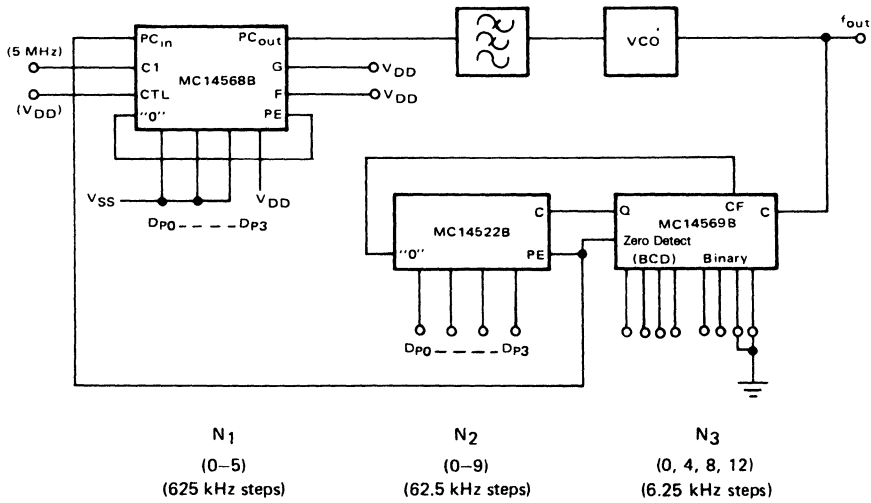 PCin PCout
fout
(5 MHz) C1 G VDD
MC14568B
VCO
(VDD) CTL F VDD
"0" PE
VSS VDD
DP0 – – – – DP3
C Q CF C
MC14522B MC14569B
"0" PE Zero Detect
(BCD) Binary
DP0 – – – – DP3
N1 N2 N3
(0–5) (0–9) (0, 4, 8, 12)
(625 kHz steps) (62.5 kHz steps) (6.25 kHz steps)